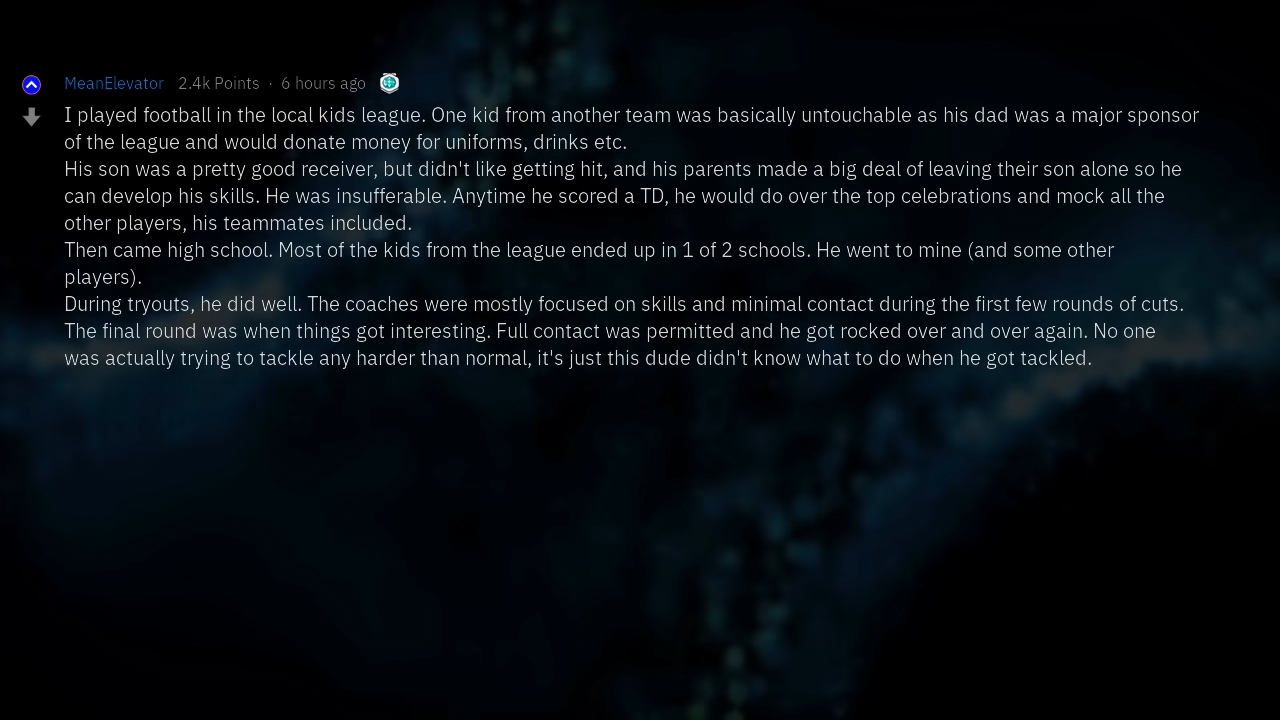 MeanElevator 2.4k Points · 6 hours ago
I played football in the local kids league. One kid from another team was basically untouchable as his dad was a major sponsor
of the league and would donate money for uniforms, drinks etc.
His son was a pretty good receiver, but didn't like getting hit, and his parents made a big deal of leaving their son alone so he
can develop his skills. He was insufferable. Anytime he scored a TD, he would do over the top celebrations and mock all the
other players, his teammates included.
Then came high school. Most of the kids from the league ended up in 1 of 2 schools. He went to mine (and some other
players).
During tryouts, he did well. The coaches were mostly focused on skills and minimal contact during the first few rounds of cuts.
The final round was when things got interesting. Full contact was permitted and he got rocked over and over again. No one
was actually trying to tackle any harder than normal, it's just this dude didn't know what to do when he got tackled.